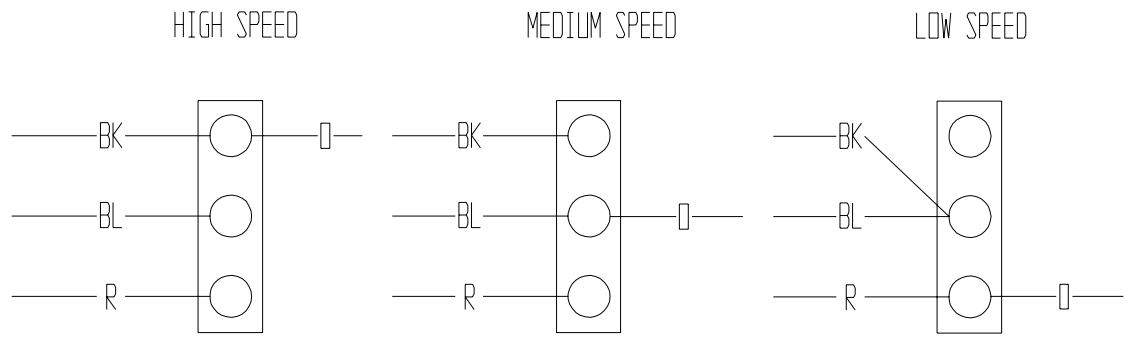 HIGH SPEED MEDIUM SPEED LOW SPEED
BK BK BK
BL BL BL
R R R